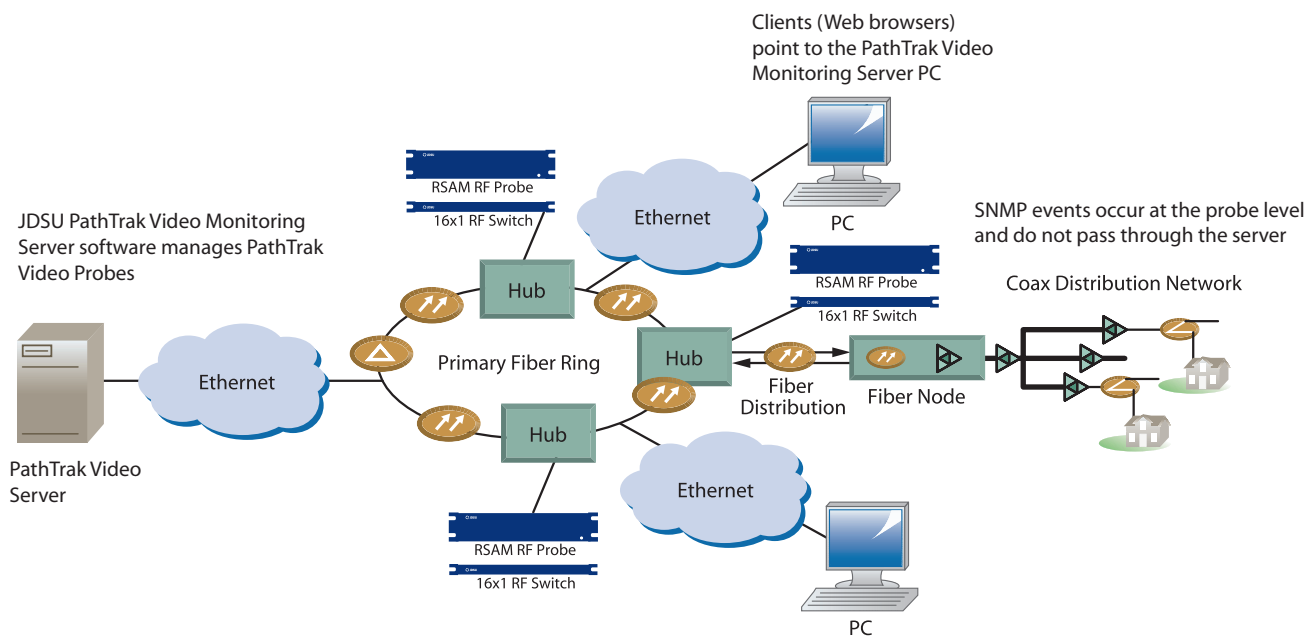 Clients (Web browsers)
point to the PathTrak Video
Monitoring Server PC
RSAM RF Probe
16x1 RF Switch
Ethernet
PC
JDSU PathTrak Video Monitoring
Server software manages PathTrak
Video Probes
SNMP events occur at the probe level
and do not pass through the server
RSAM RF Probe
16x1 RF Switch
Coax Distribution Network
Hub
Primary Fiber Ring
Hub
Ethernet
Fiber
Distribution
Fiber Node
Hub
PathTrak Video
Server
Ethernet
RSAM RF Probe
16x1 RF Switch
PC